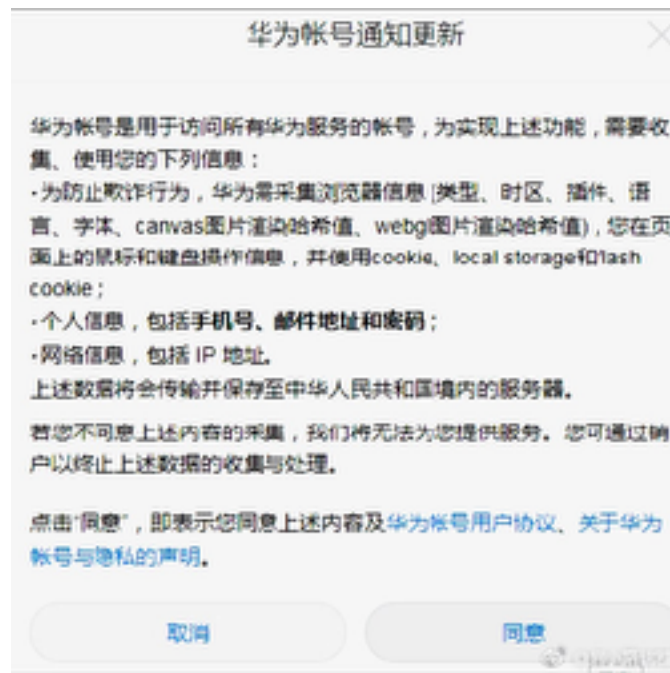 华为帐号通知更新
华为帐号是用于访问所有华为服务的帐号，为实现上述功能，需要收
集、使用您的下列信息：
·为防止欺诈行为，华为需采集浏览器信息 (类型、时区、插件、语
言、字体、canvas图片渲染哈希值、webgl图片渲染哈希值)，您在页
面上的鼠标和键盘操作信息，并使用cookie、local storage和flash
cookie；
·个人信息，包括手机号、邮件地址和密码；
·网络信息，包括 IP 地址。
上述数据将会传输并保存至中华人民共和国境内的服务器。
若您不同意上述内容的采集，我们将无法为您提供服务。您可通过销
户以终止上述数据的收集与处理。
点击“同意”，即表示您同意上述内容及华为帐号用户协议、关于华为
帐号与隐私的声明。
取消
同意